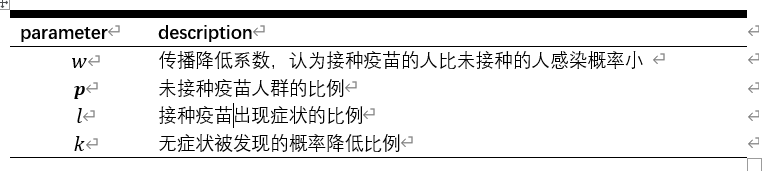 parameter description
w 传播降低系数，认为接种疫苗的人比未接种的人感染概率小
p 未接种疫苗人群的比例
l 接种疫苗出现症状的比例
k 无症状被发现的概率降低比例